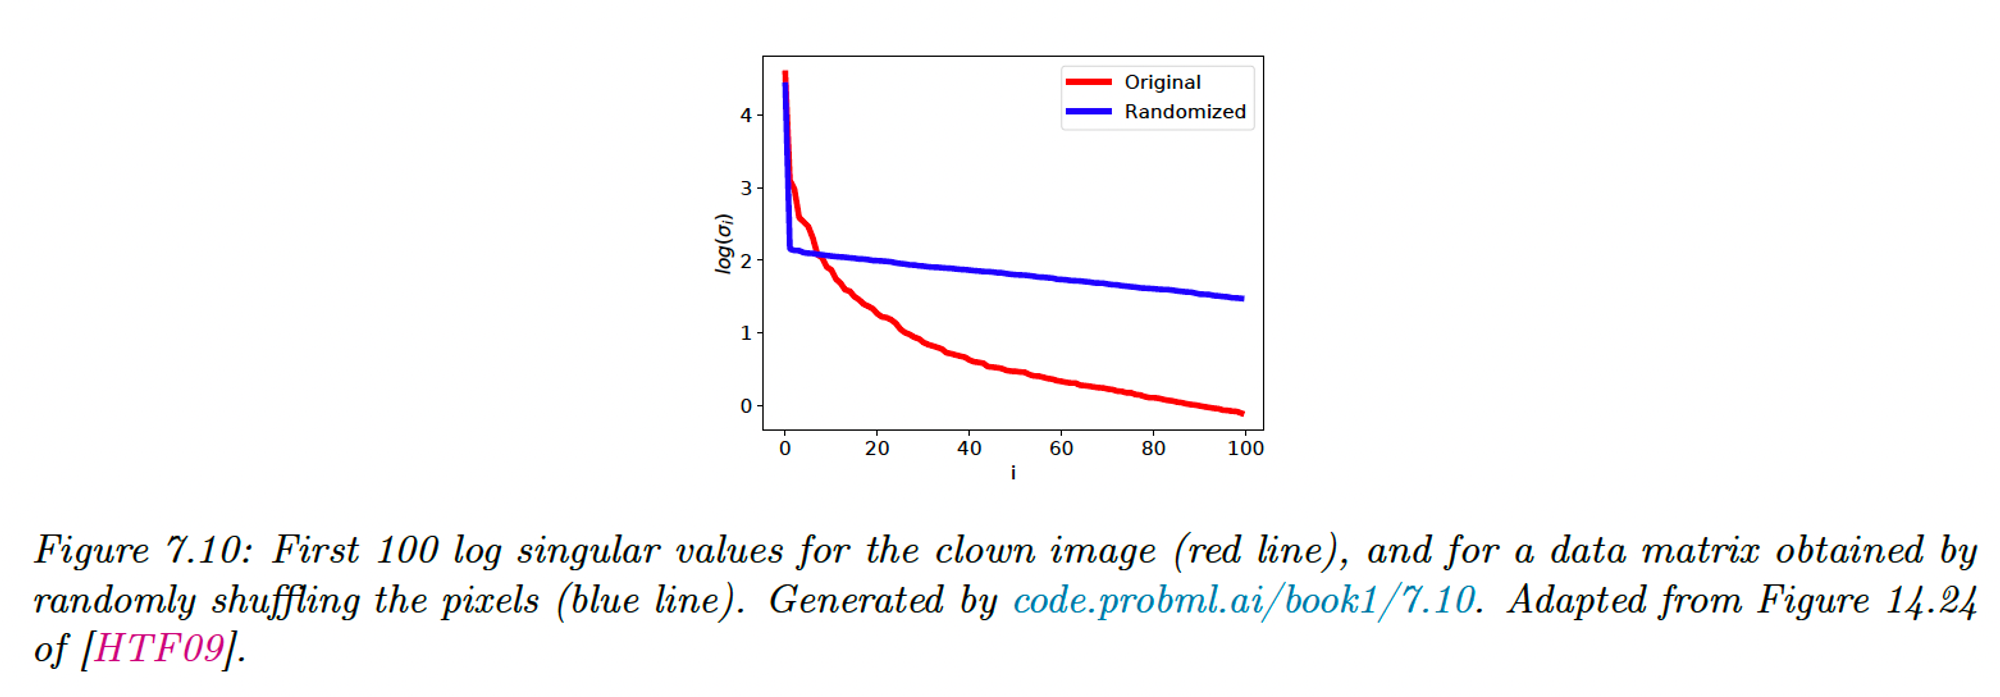 Original
Randomized
4
3
2
1
0
log(σᵢ)
0 20 40 60 80 100
i
Figure 7.10: First 100 log singular values for the clown image (red line), and for a data matrix obtained by
randomly shuffling the pixels (blue line). Generated by code.probml.ai/book1/7.10. Adapted from Figure 14.24
of [HTF09].